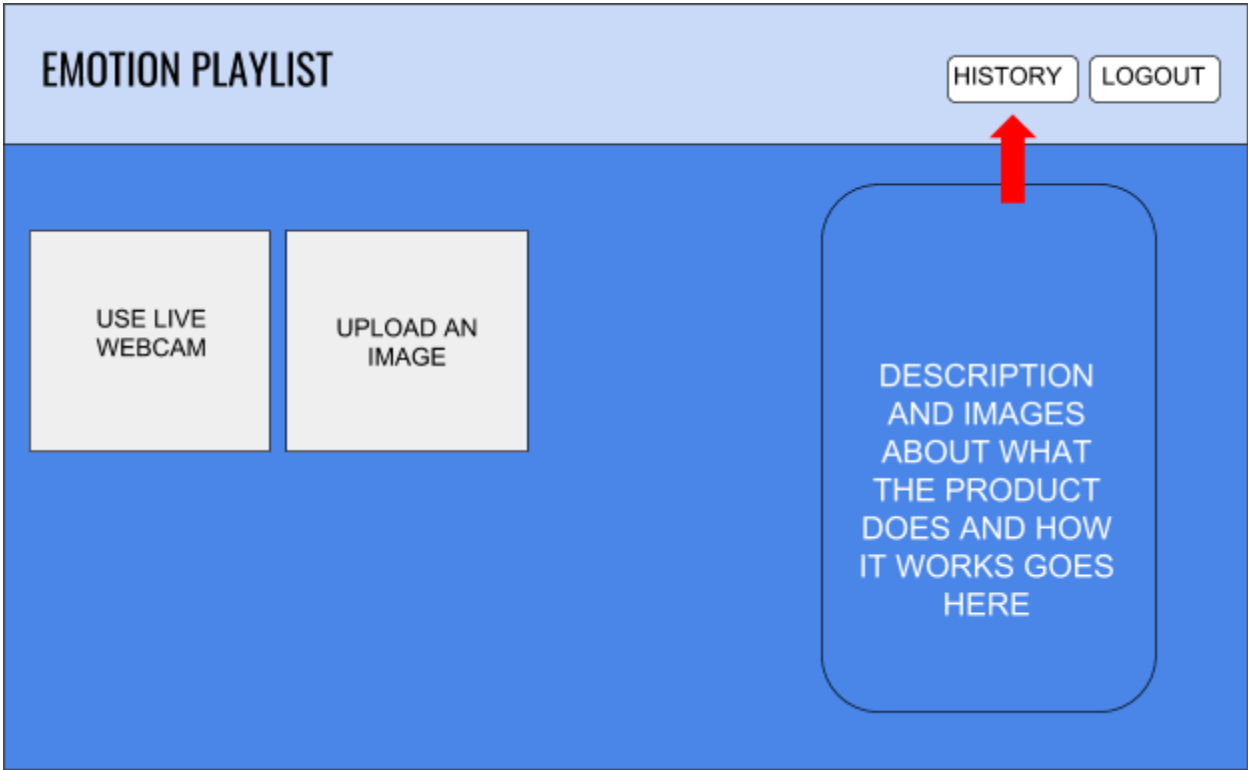 EMOTION PLAYLIST
HISTORY
LOGOUT
USE LIVE
WEBCAM
UPLOAD AN
IMAGE
DESCRIPTION
AND IMAGES
ABOUT WHAT
THE PRODUCT
DOES AND HOW
IT WORKS GOES
HERE